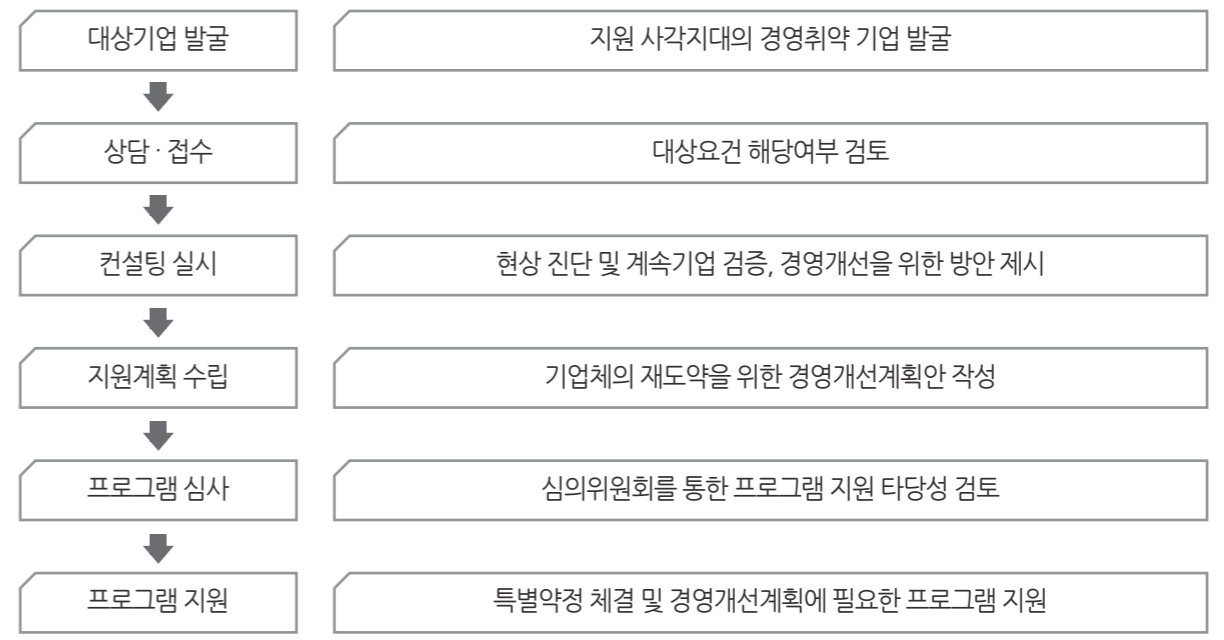 대상기업 발굴
지원 사각지대의 경영취약 기업 발굴
상담 · 접수
대상요건 해당여부 검토
컨설팅 실시
현상 진단 및 계속기업 검증, 경영개선을 위한 방안 제시
지원계획 수립
기업체의 재도약을 위한 경영개선계획안 작성
프로그램 심사
심의위원회를 통한 프로그램 지원 타당성 검토
프로그램 지원
특별약정 체결 및 경영개선계획에 필요한 프로그램 지원